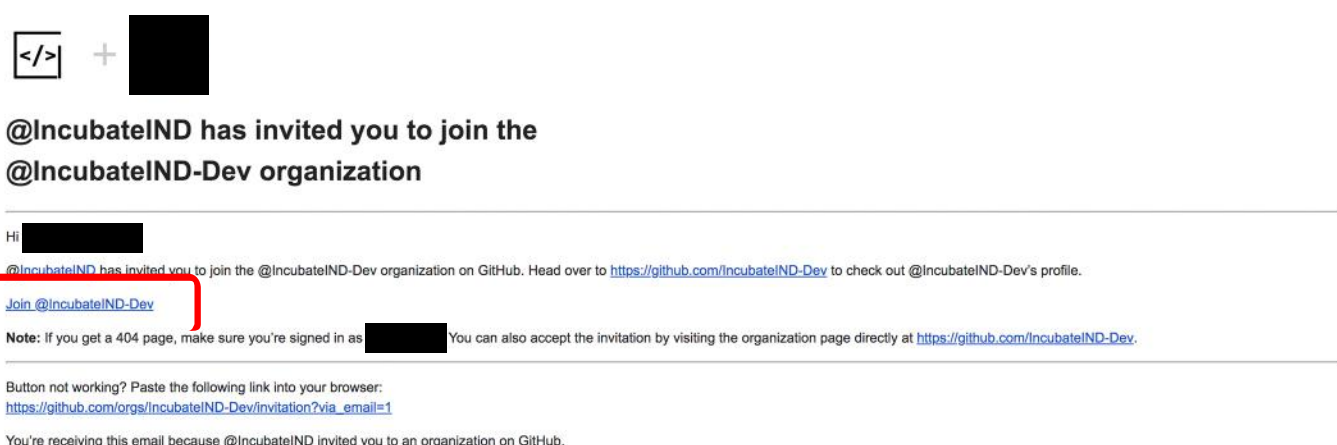 </> +
@IncubateIND has invited you to join the
@IncubateIND-Dev organization
Hi
@IncubateIND has invited you to join the @IncubateIND-Dev organization on GitHub. Head over to https://github.com/IncubateIND-Dev to check out @IncubateIND-Dev's profile.
Join @IncubateIND-Dev
Note: If you get a 404 page, make sure you're signed in as You can also accept the invitation by visiting the organization page directly at https://github.com/IncubateIND-Dev.
Button not working? Paste the following link into your browser:
https://github.com/orgs/IncubateIND-Dev/invitation?via_email=1
You're receiving this email because @IncubateIND invited you to an organization on GitHub.